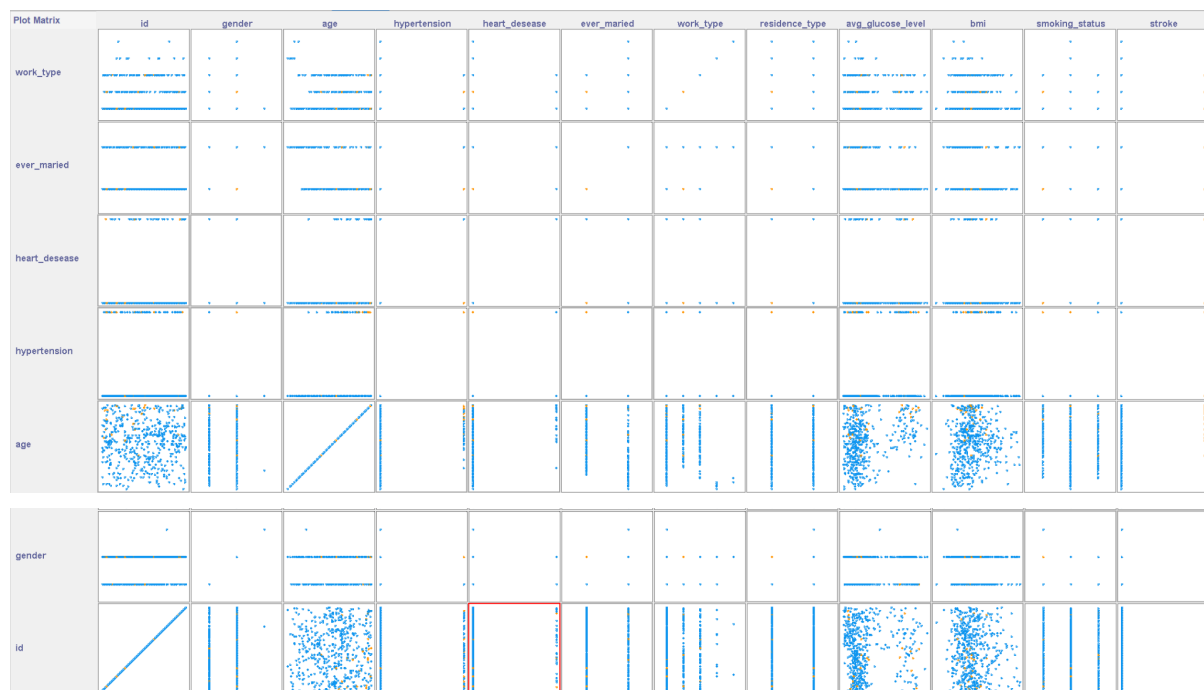 Plot Matrix id gender age hypertension heart_desease ever_maried work_type residence_type avg_glucose_level bmi smoking_status stroke
work_type
ever_maried
heart_desease
hypertension
age
gender
id